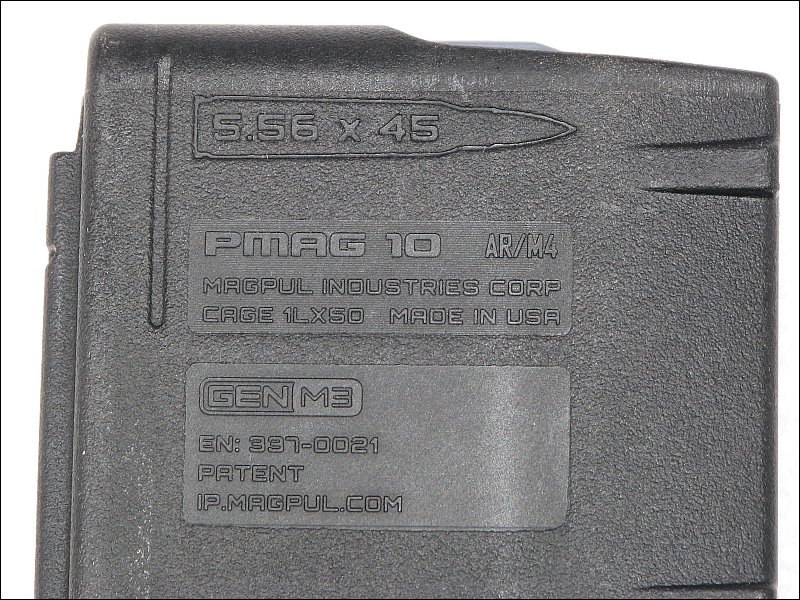 5.56 x 45
PMAG 10 AR/M4
MAGPUL INDUSTRIES CORP
CAGE 1LX50 MADE IN USA
GEN M3
EN: 337-0021
PATENT
IP.MAGPUL.COM